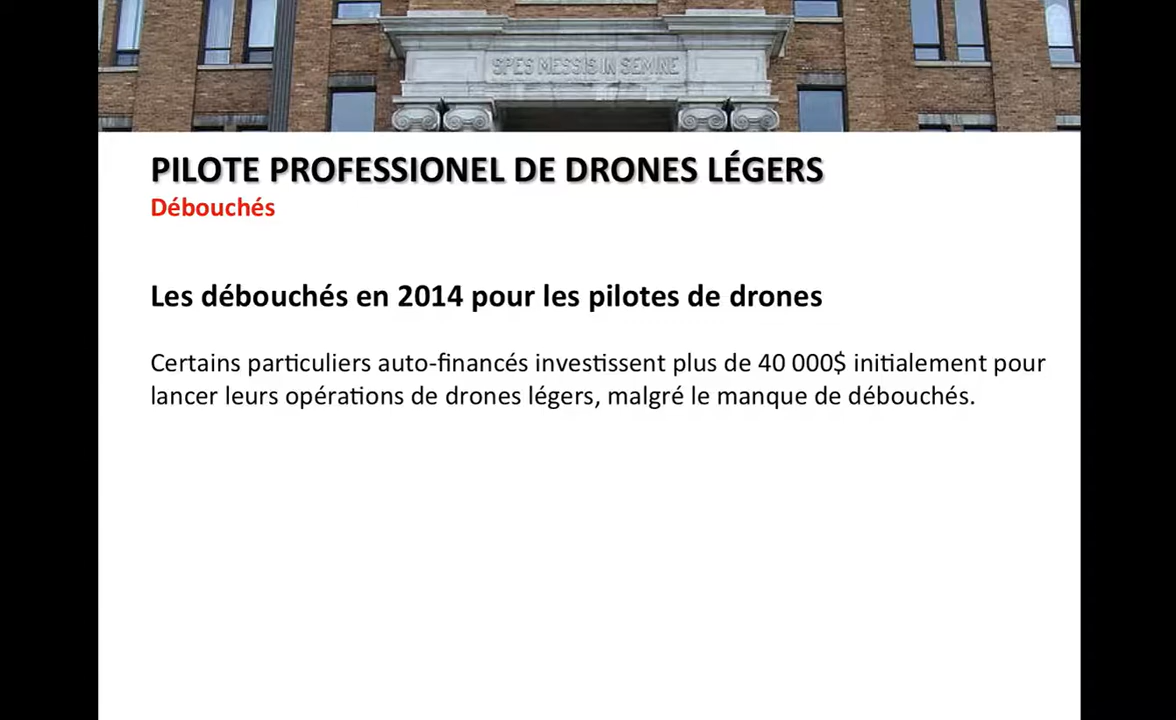 SPES MESSIS IN SEMINE
PILOTE PROFESSIONEL DE DRONES LÉGERS
Débouchés
Les débouchés en 2014 pour les pilotes de drones
Certains particuliers auto-financés investissent plus de 40 000$ initialement pour
lancer leurs opérations de drones légers, malgré le manque de débouchés.